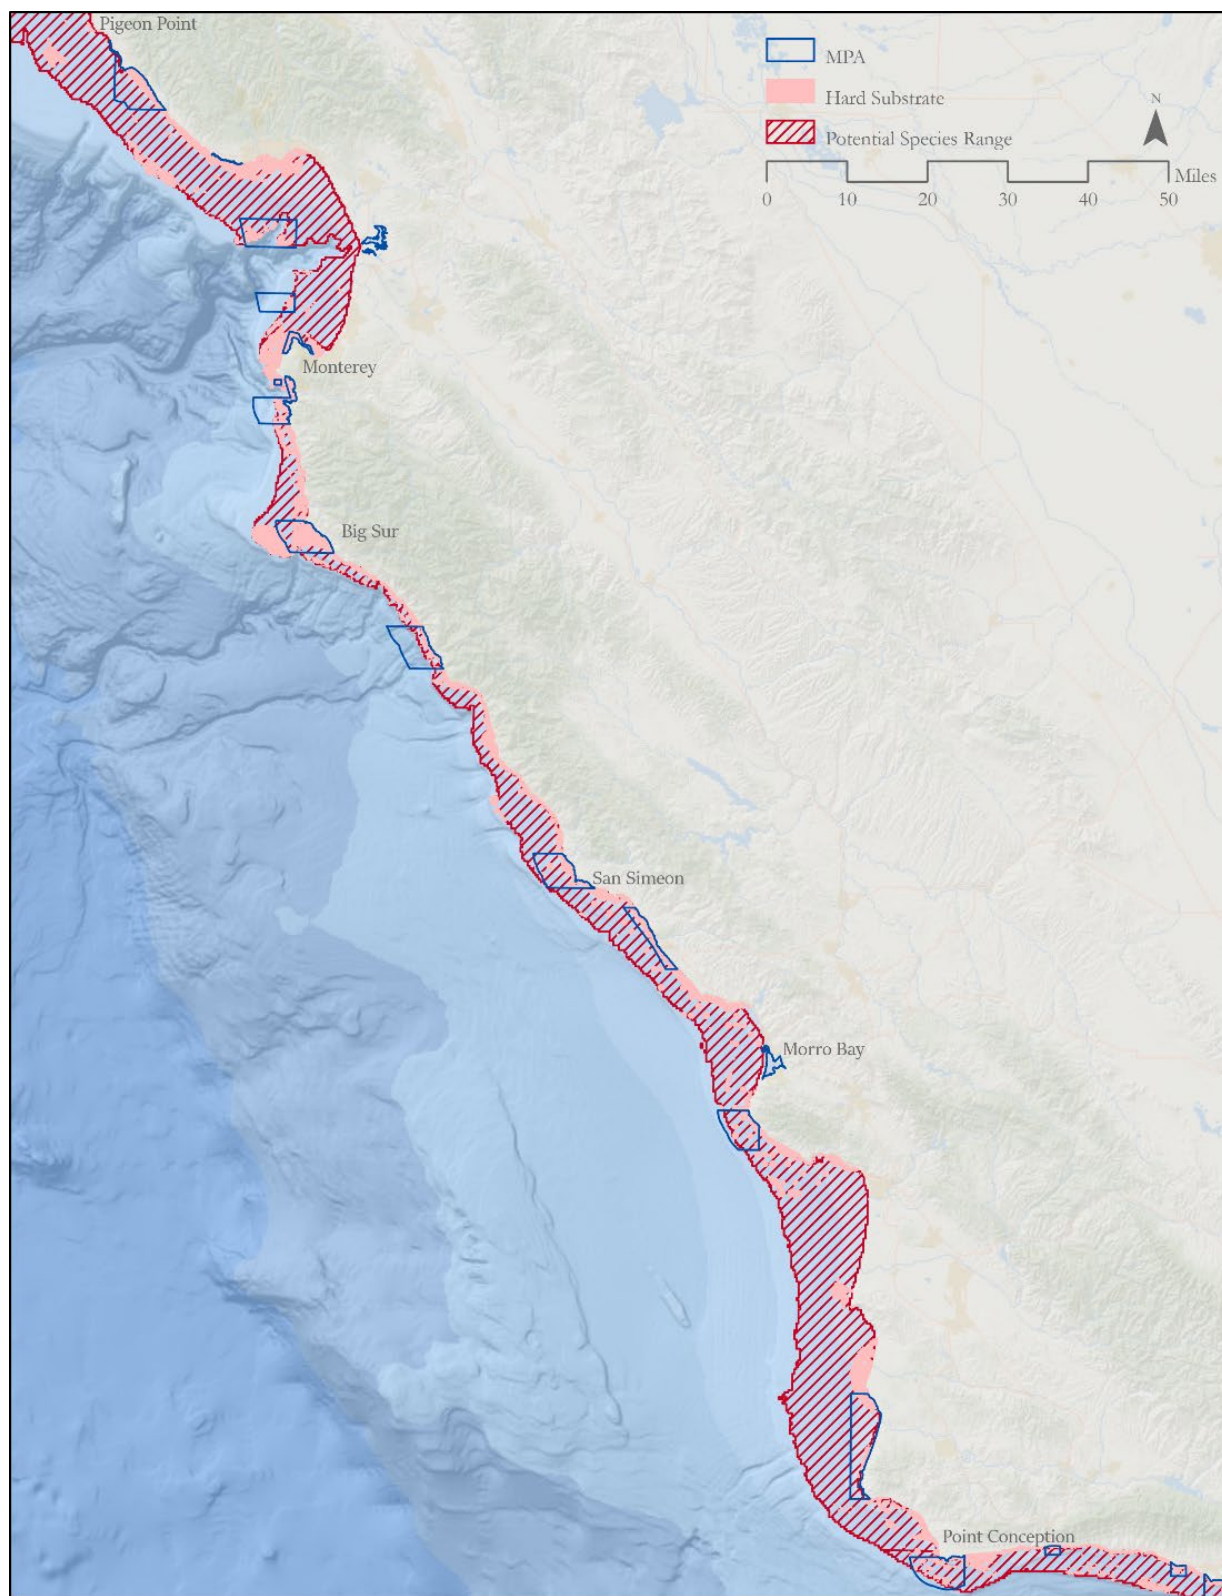 Pigeon Point
MPA
Hard Substrate
N
Potential Species Range
Miles
0 10 20 30 40 50
Monterey
Big Sur
San Simeon
Morro Bay
Point Conception